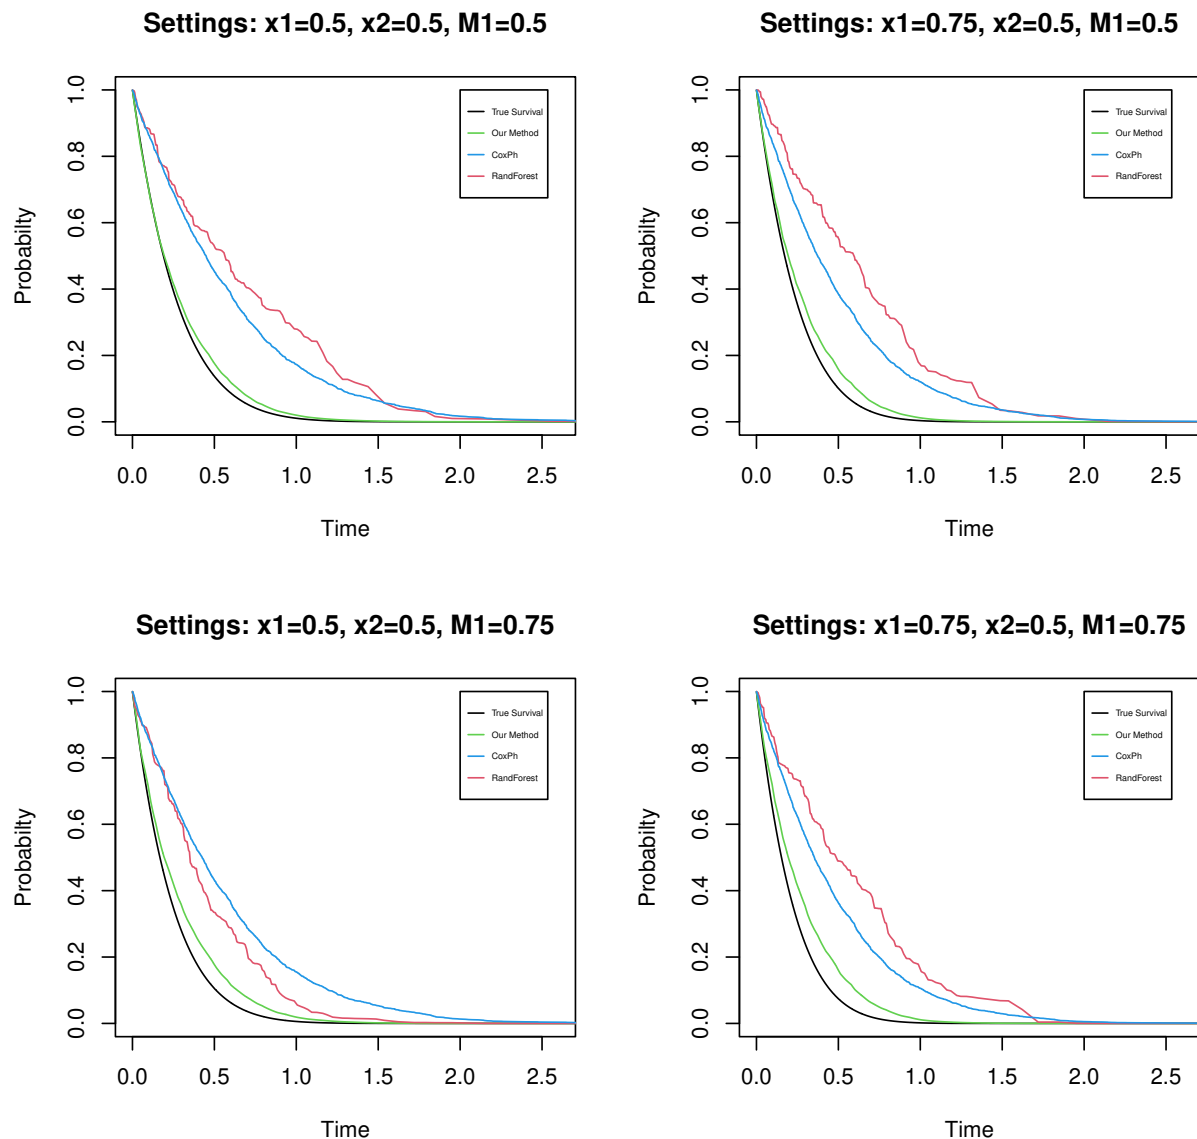 Settings: x1=0.5, x2=0.5, M1=0.5
Probabilty
1.0
0.8
0.6
0.4
0.2
0.0
True Survival
Our Method
CoxPh
RandForest
0.0 0.5 1.0 1.5 2.0 2.5
Time
Settings: x1=0.75, x2=0.5, M1=0.5
Probabilty
1.0
0.8
0.6
0.4
0.2
0.0
True Survival
Our Method
CoxPh
RandForest
0.0 0.5 1.0 1.5 2.0 2.5
Time
Settings: x1=0.5, x2=0.5, M1=0.75
Probabilty
1.0
0.8
0.6
0.4
0.2
0.0
True Survival
Our Method
CoxPh
RandForest
0.0 0.5 1.0 1.5 2.0 2.5
Time
Settings: x1=0.75, x2=0.5, M1=0.75
Probabilty
1.0
0.8
0.6
0.4
0.2
0.0
True Survival
Our Method
CoxPh
RandForest
0.0 0.5 1.0 1.5 2.0 2.5
Time